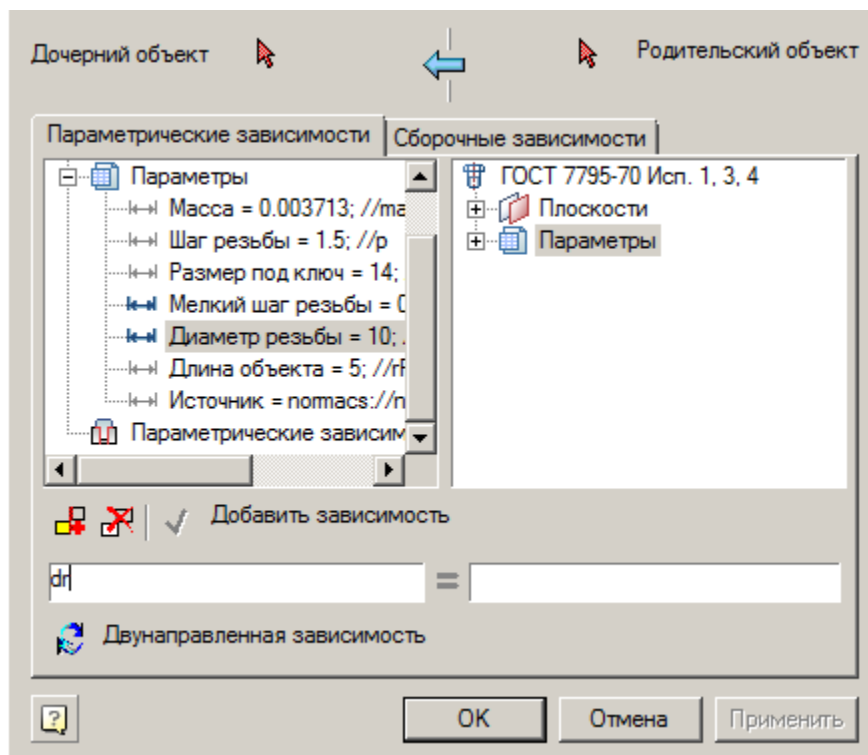 Дочерний объект
Родительский объект
Параметрические зависимости
Сборочные зависимости
Параметры
Масса = 0.003713; //ma
Шаг резьбы = 1.5; //p
Размер под ключ = 14;
Мелкий шаг резьбы = 0
Диаметр резьбы = 10; .
Длина объекта = 5; //rF
Источник = normacs://n
Параметрические зависим
ГОСТ 7795-70 Исп. 1, 3, 4
Плоскости
Параметры
Добавить зависимость
dr
=
Двунаправленная зависимость
?
OK
Отмена
Применить